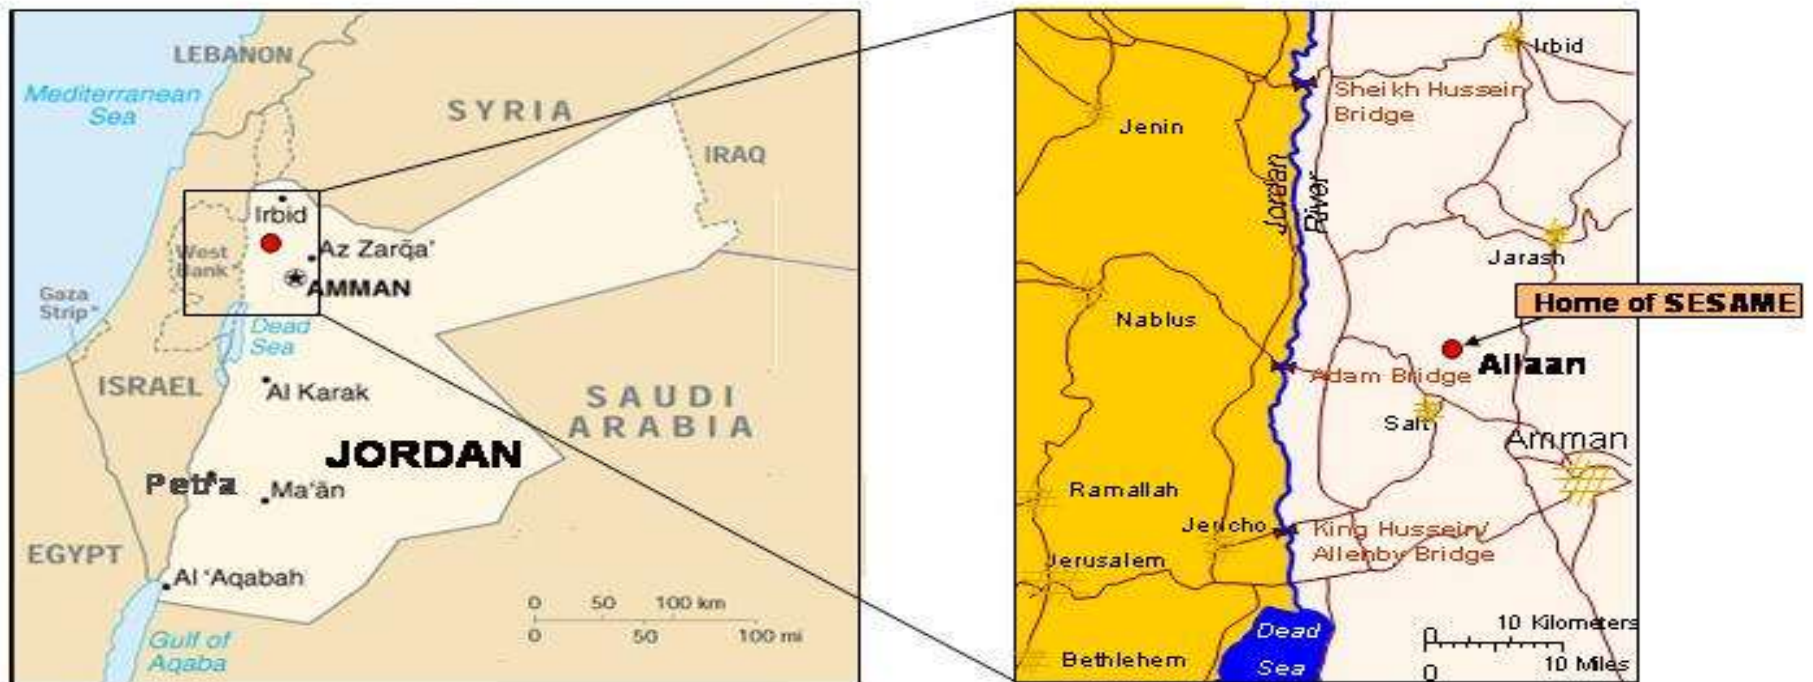 LEBANON
Mediterranean
Sea
SYRIA
IRAQ
Irbid
West
Bank*
Az Zarqā'
AMMAN
Gaza
Strip*
Dead
Sea
ISRAEL
Al Karak
SAUDI
ARABIA
JORDAN
Petra
Ma'ān
EGYPT
Al 'Aqabah
0 50 100 km
0 50 100 mi
Gulf of
Aqaba
Irbid
Sheikh Hussein
Bridge
Jenin
Jordan
River
Jarash
Home of SESAME
Nablus
Allaan
Adam Bridge
Salt
Amman
Ramallah
Jericho
King Hussein/
Allenby Bridge
Jerusalem
Dead
Sea
Bethlehem
0 10 Kilometers
0 10 Miles